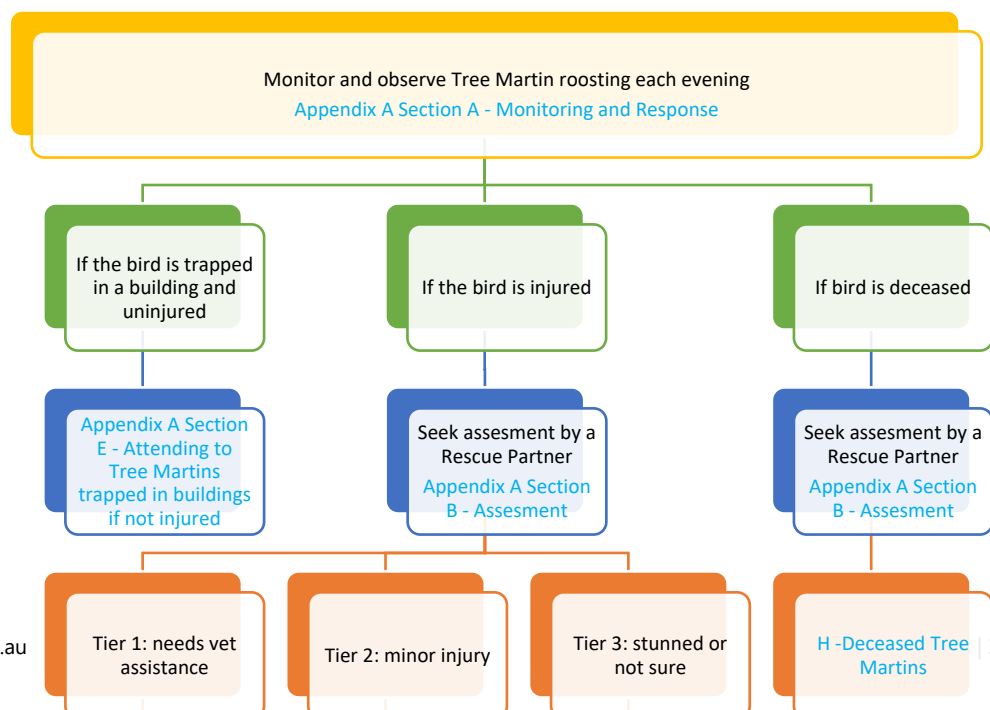 Monitor and observe Tree Martin roosting each evening
Appendix A Section A - Monitoring and Response
If the bird is trapped
in a building and
uninjured
If the bird is injured
If bird is deceased
Appendix A Section
E - Attending to
Tree Martins
trapped in buildings
if not injured
Seek assesment by a
Rescue Partner
Appendix A Section
B - Assesment
Seek assesment by a
Rescue Partner
Appendix A Section
B - Assesment
.au
Tier 1: needs vet
assistance
Tier 2: minor injury
Tier 3: stunned or
not sure
H -Deceased Tree
Martins